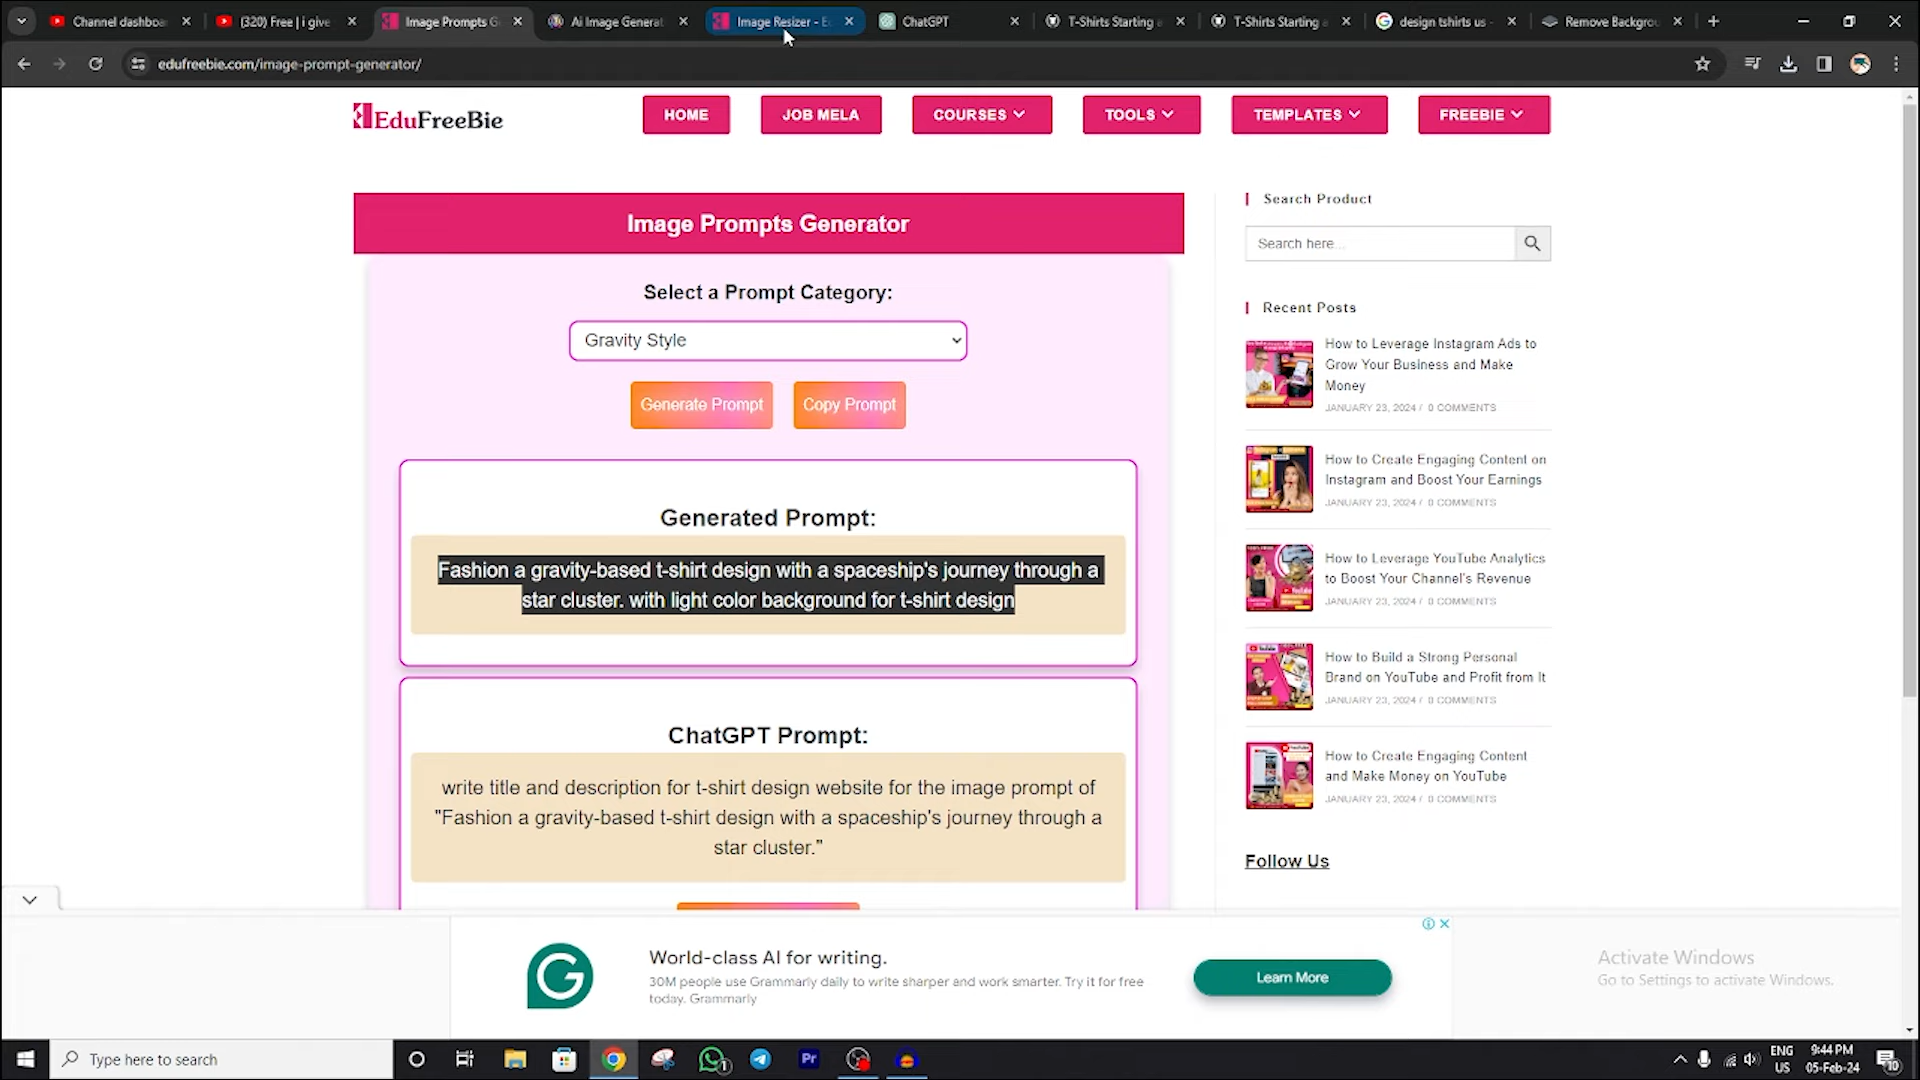 Channel dashboa
(320) Free | i give
Image Prompts G
Ai Image Generat
Image Resizer - E
ChatGPT
T-Shirts Starting
T-Shirts Starting
design tshirts us -
Remove Backgrou
edufreebie.com/image-prompt-generator/
EduFreeBie
HOME
JOB MELA
COURSES
TOOLS
TEMPLATES
FREEBIE
Image Prompts Generator
Select a Prompt Category:
Gravity Style
Generate Prompt
Copy Prompt
Generated Prompt:
Fashion a gravity-based t-shirt design with a spaceship's journey through a
star cluster. with light color background for t-shirt design
ChatGPT Prompt:
write title and description for t-shirt design website for the image prompt of
"Fashion a gravity-based t-shirt design with a spaceship's journey through a
star cluster."
Search Product
Search here...
Recent Posts
How to Leverage Instagram Ads to
Grow Your Business and Make
Money
JANUARY 23, 2024 / 0 COMMENTS
How to Create Engaging Content on
Instagram and Boost Your Earnings
JANUARY 23, 2024 / 0 COMMENTS
How to Leverage YouTube Analytics
to Boost Your Channel's Revenue
JANUARY 23, 2024 / 0 COMMENTS
How to Build a Strong Personal
Brand on YouTube and Profit from It
JANUARY 23, 2024 / 0 COMMENTS
How to Create Engaging Content
and Make Money on YouTube
JANUARY 23, 2024 / 0 COMMENTS
Follow Us
World-class AI for writing.
30M people use Grammarly daily to write sharper and work smarter. Try it for free
today. Grammarly
Learn More
Activate Windows
Go to Settings to activate Windows.
Type here to search
Pr
1
ENG
US
9:44 PM
05-Feb-24
10